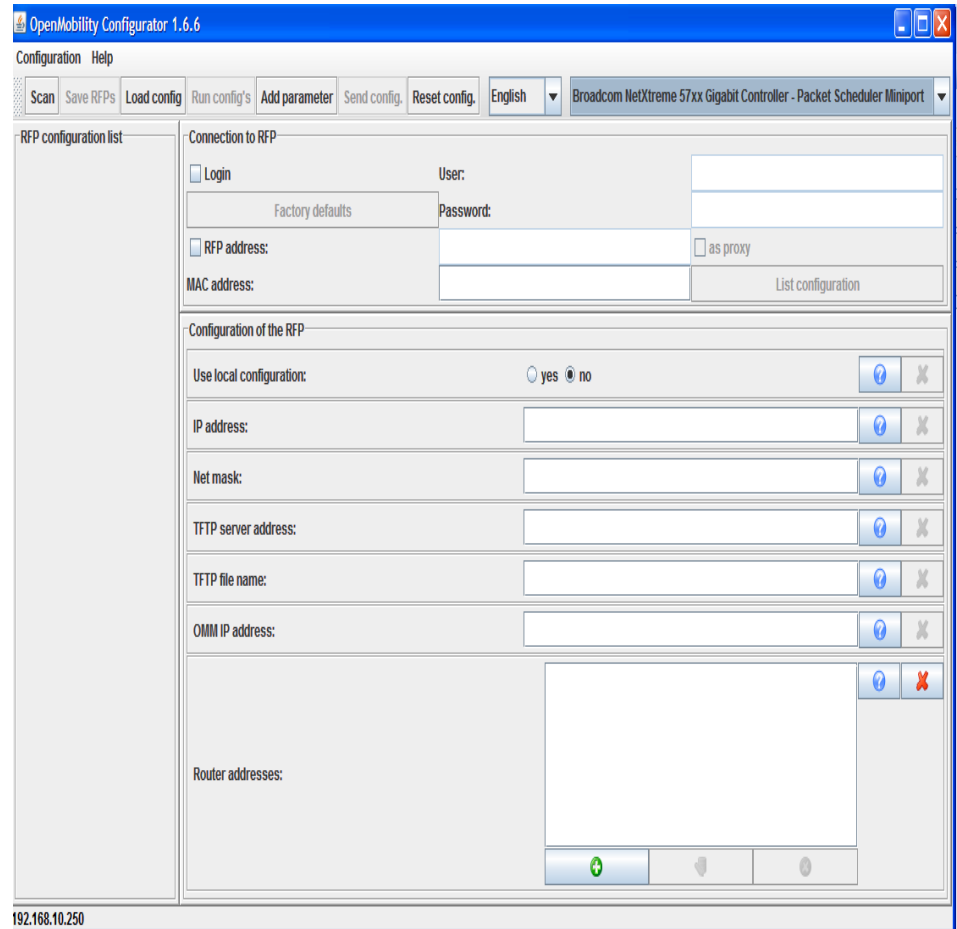 OpenMobility Configurator 1.6.6
Configuration Help
Scan Save RFPs Load config Run config's Add parameter Send config. Reset config. English Broadcom NetXtreme 57xx Gigabit Controller - Packet Scheduler Miniport
RFP configuration list
Connection to RFP
Login User:
Factory defaults Password:
RFP address: as proxy
MAC address: List configuration
Configuration of the RFP
Use local configuration: yes no
IP address:
Net mask:
TFTP server address:
TFTP file name:
OMM IP address:
Router addresses:
192.168.10.250